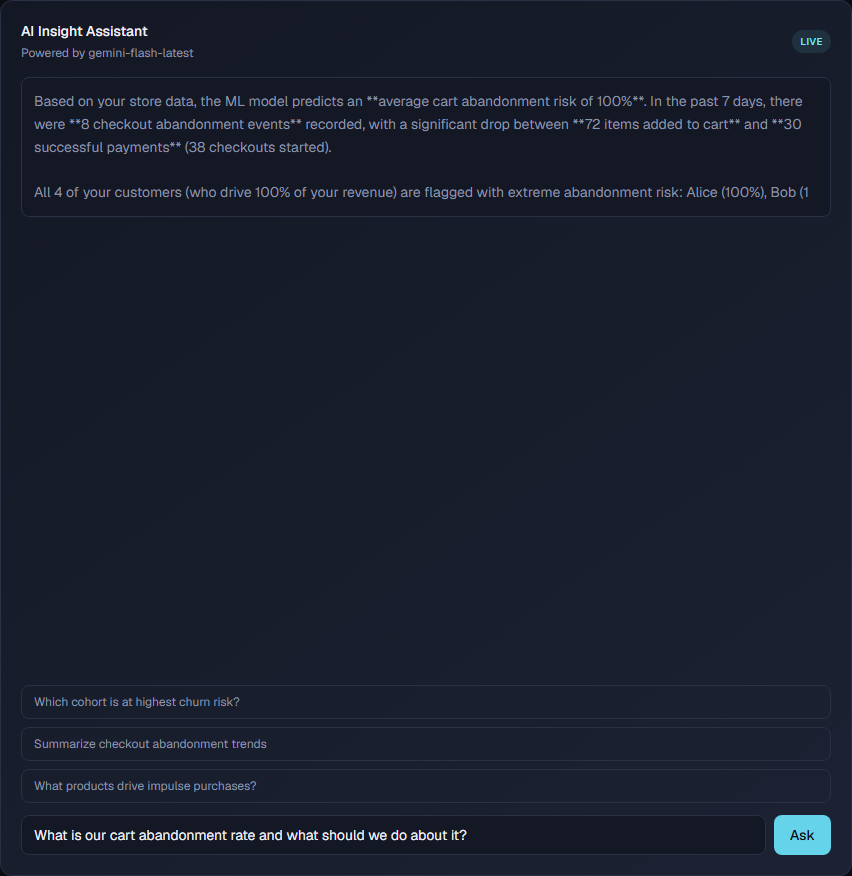 AI Insight Assistant
Powered by gemini-flash-latest
LIVE
Based on your store data, the ML model predicts an **average cart abandonment risk of 100%**. In the past 7 days, there
were **8 checkout abandonment events** recorded, with a significant drop between **72 items added to cart** and **30
successful payments** (38 checkouts started).
All 4 of your customers (who drive 100% of your revenue) are flagged with extreme abandonment risk: Alice (100%), Bob (1
Which cohort is at highest churn risk?
Summarize checkout abandonment trends
What products drive impulse purchases?
What is our cart abandonment rate and what should we do about it?
Ask